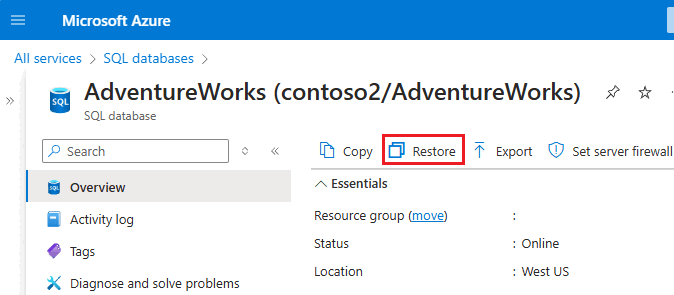 Microsoft Azure
All services > SQL databases >
AdventureWorks (contoso2/AdventureWorks)
SQL
SQL database
Search
Copy Restore Export Set server firewall
Overview
Essentials
Activity log
Resource group (move) :
Tags
Status : Online
Diagnose and solve problems
Location : West US